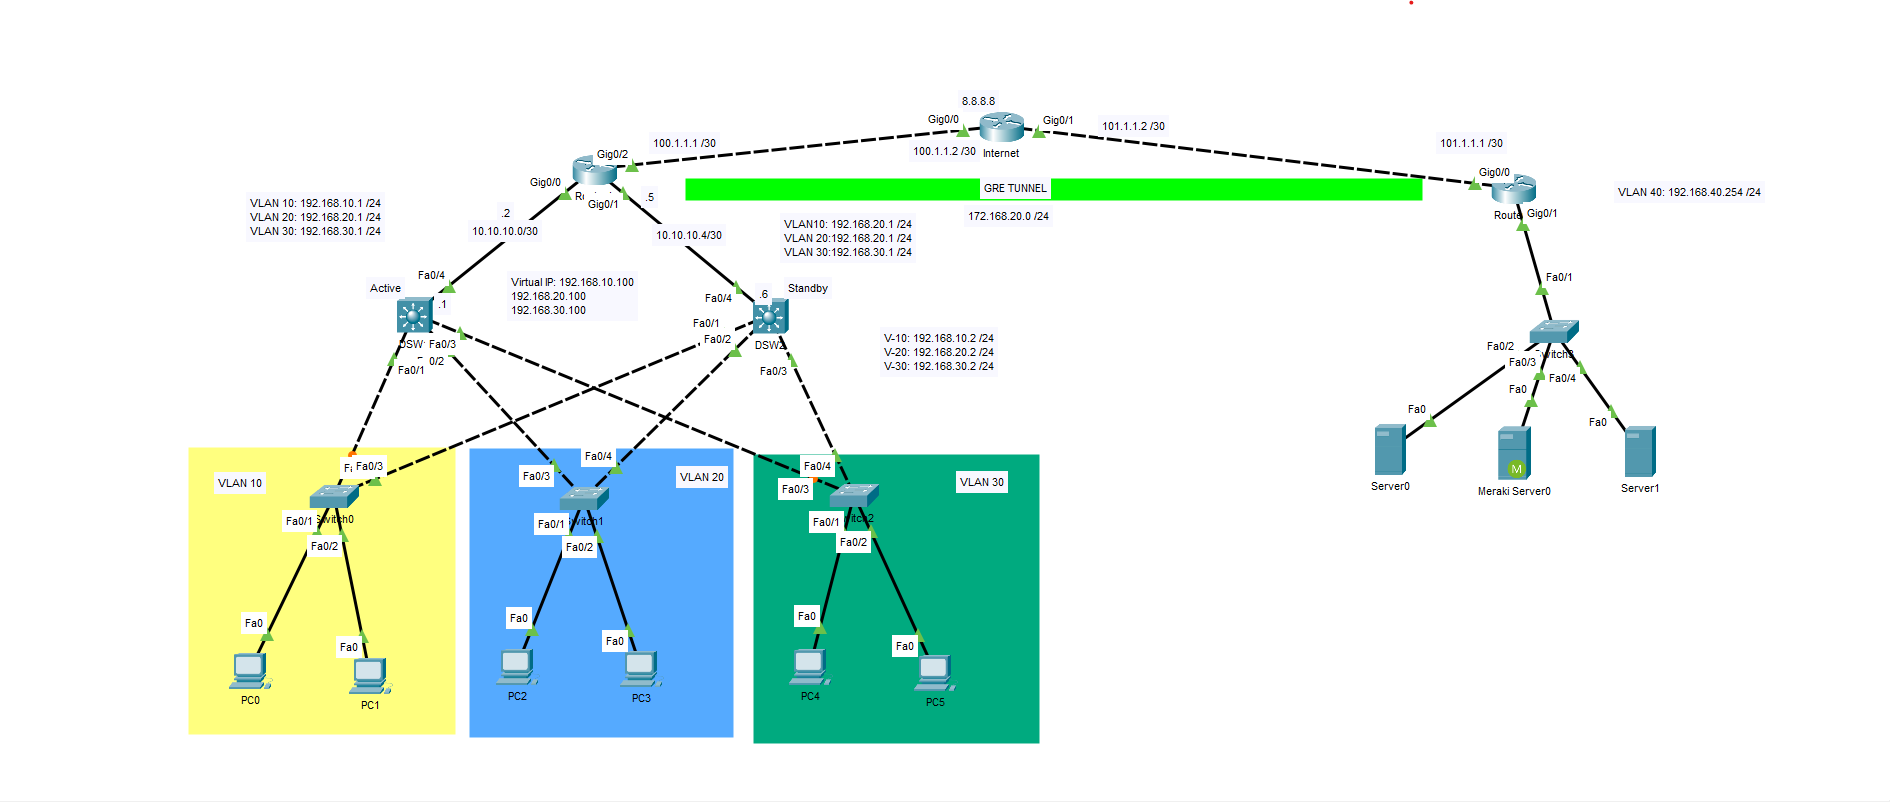 8.8.8.8
Gig0/0
Gig0/1
101.1.1.2 /30
100.1.1.1 /30
100.1.1.2 /30
Internet
101.1.1.1 /30
Gig0/2
Gig0/0
Gig0/1
.5
GRE TUNNEL
172.168.20.0 /24
Gig0/0
Gig0/1
VLAN 40: 192.168.40.254 /24
VLAN 10: 192.168.10.1 /24
VLAN 20: 192.168.20.1 /24
VLAN 30: 192.168.30.1 /24
.2
10.10.10.0/30
10.10.10.4/30
VLAN10: 192.168.20.1 /24
VLAN 20:192.168.20.1 /24
VLAN 30:192.168.30.1 /24
Fa0/4
Active
.1
Virtual IP: 192.168.10.100
192.168.20.100
192.168.30.100
Fa0/4
.6
Standby
Fa0/1
Fa0/2
DSW2
Fa0/3
Fa0/3
Fa0/1
V-10: 192.168.10.2 /24
V-20: 192.168.20.2 /24
V-30: 192.168.30.2 /24
Fa0/1
Fa0/2
Fa0/3
Fa0/4
Fa0
Fa0
Fa0
Server0
Meraki Server0
Server1
VLAN 10
Fa0/3
Fa0/1
Fa0/2
Fa0
Fa0
PC0
PC1
VLAN 20
Fa0/4
Fa0/3
Fa0/1
Fa0/2
Fa0
Fa0
PC2
PC3
VLAN 30
Fa0/4
Fa0/3
Fa0/1
Fa0/2
Fa0
Fa0
PC4
PC5